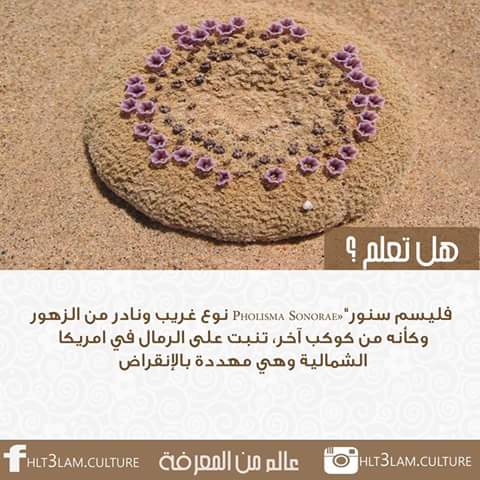 هل تعلم ؟
فليسم سنور"«PHOLISMA SONORAE نوع غريب ونادر من الزهور
وكأنه من كوكب آخر، تنبت على الرمال في امريكا
الشمالية وهي مهددة بالإنقراض
HLT3LAM.CULTURE عالم من المعرفة HLT3LAM.CULTURE